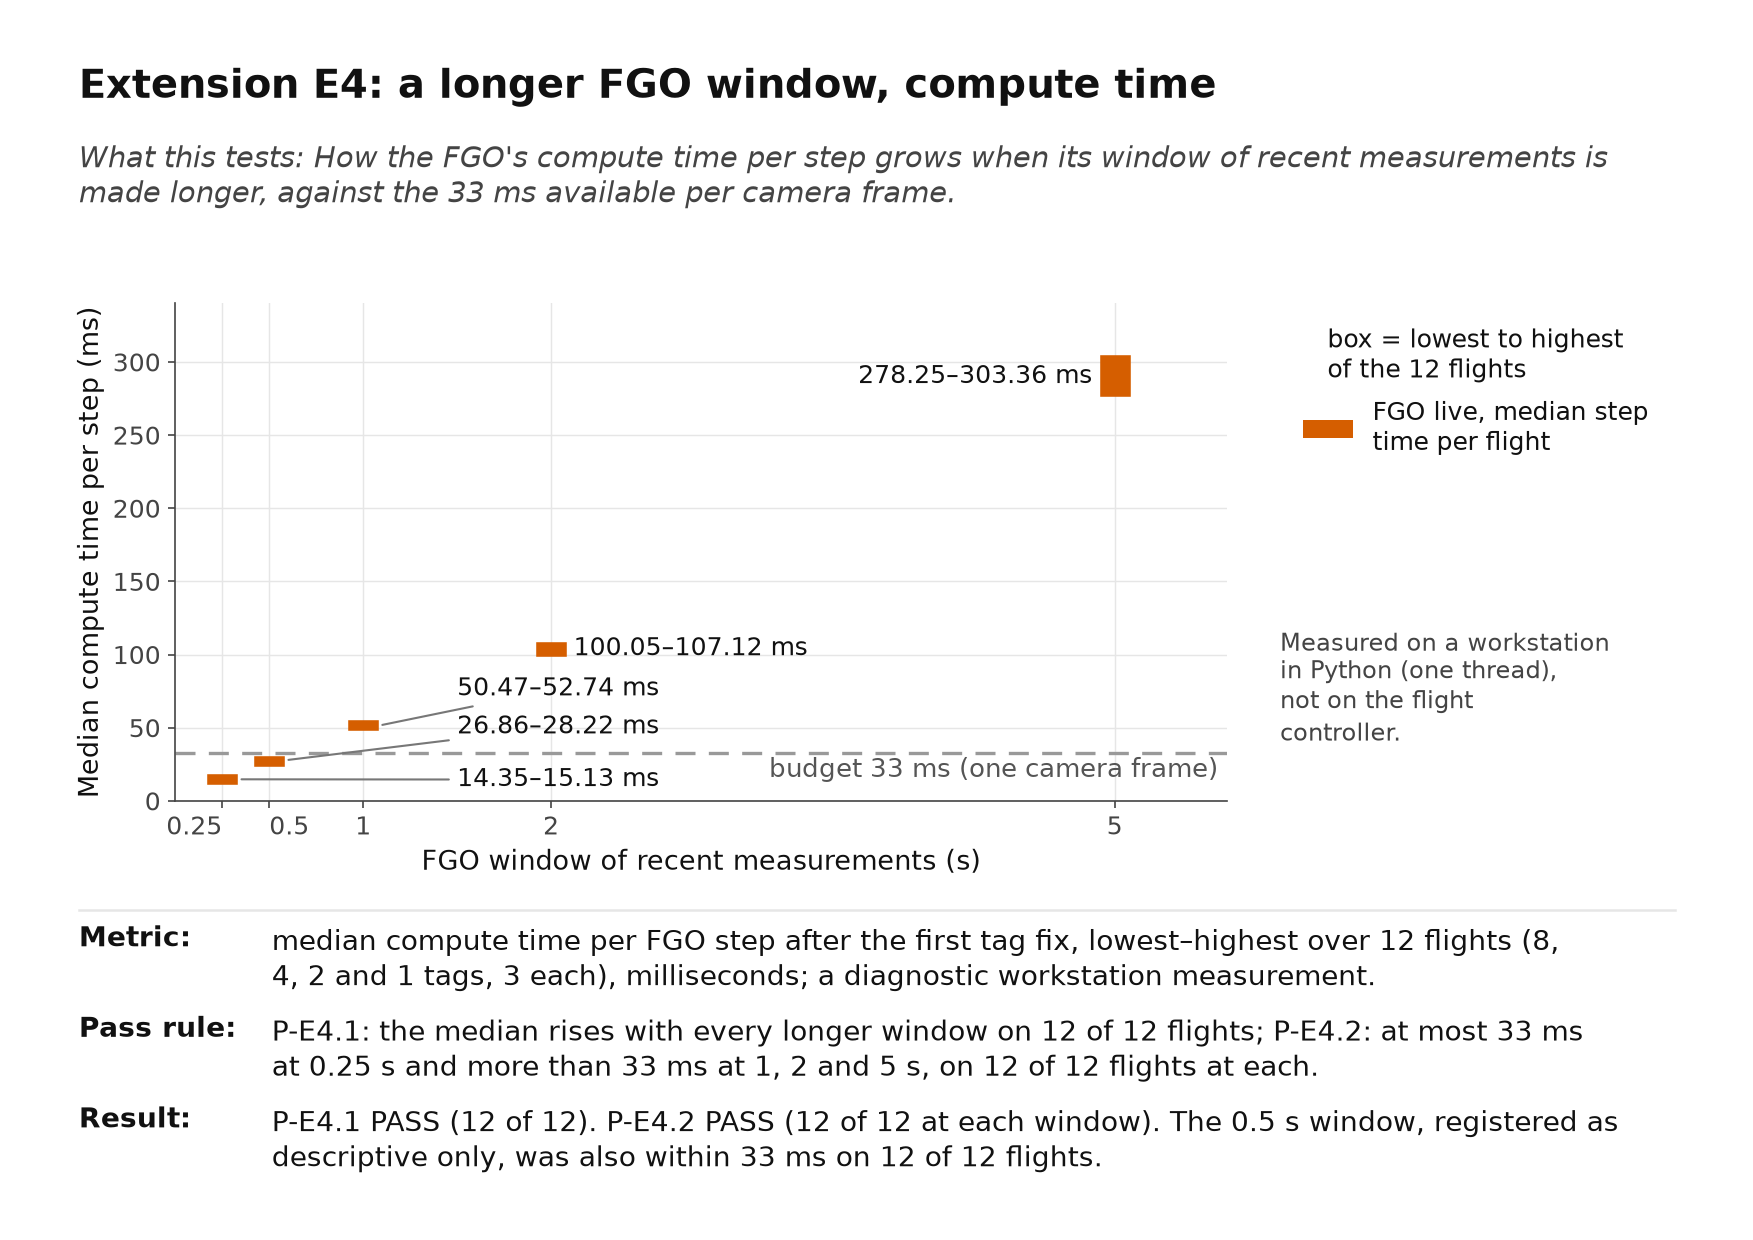 Extension E4: a longer FGO window, compute time
What this tests: How the FGO's compute time per step grows when its window of recent measurements is
made longer, against the 33 ms available per camera frame.
Median compute time per step (ms)
300
250
200
150
100
50
0
278.25–303.36 ms
100.05–107.12 ms
50.47–52.74 ms
26.86–28.22 ms
14.35–15.13 ms
budget 33 ms (one camera frame)
0.25
0.5
1
2
5
FGO window of recent measurements (s)
box = lowest to highest
of the 12 flights
FGO live, median step
time per flight
Measured on a workstation
in Python (one thread),
not on the flight
controller.
Metric:
median compute time per FGO step after the first tag fix, lowest–highest over 12 flights (8,
4, 2 and 1 tags, 3 each), milliseconds; a diagnostic workstation measurement.
Pass rule:
P-E4.1: the median rises with every longer window on 12 of 12 flights; P-E4.2: at most 33 ms
at 0.25 s and more than 33 ms at 1, 2 and 5 s, on 12 of 12 flights at each.
Result:
P-E4.1 PASS (12 of 12). P-E4.2 PASS (12 of 12 at each window). The 0.5 s window, registered as
descriptive only, was also within 33 ms on 12 of 12 flights.